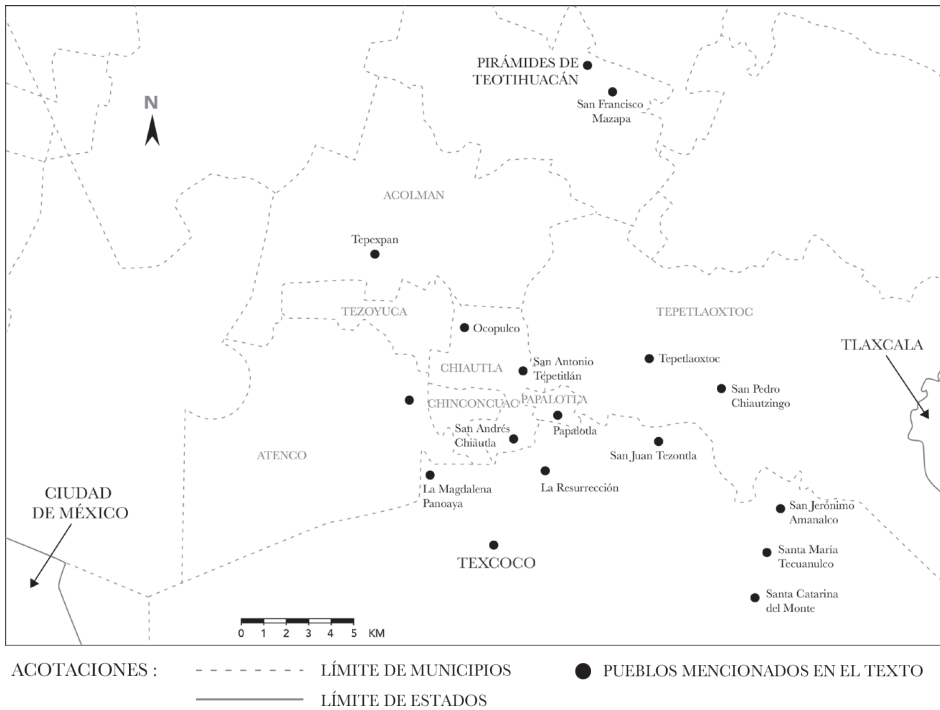 PIRÁMIDES DE
TEOTIHUACÁN
San Francisco
Mazapa
N
ACOLMAN
Tepexpan
TEZOYUCA
TEPETLAOXTOC
Ocopulco
TLAXCALA
CHIAUTLA
San Antonio
Tepetitlán
Tepetlaoxtoc
San Pedro
Chiautzingo
CHINCONCUAC
PAPALOTLA
San Andrés
Chiautla
Papalotla
ATENCO
San Juan Tezontla
La Magdalena
Panoaya
La Resurrección
CIUDAD
DE MÉXICO
San Jerónimo
Amanalco
TEXCOCO
Santa María
Tecuanulco
Santa Catarina
del Monte
0 1 2 3 4 5 KM
ACOTACIONES :
LÍMITE DE MUNICIPIOS
PUEBLOS MENCIONADOS EN EL TEXTO
LÍMITE DE ESTADOS